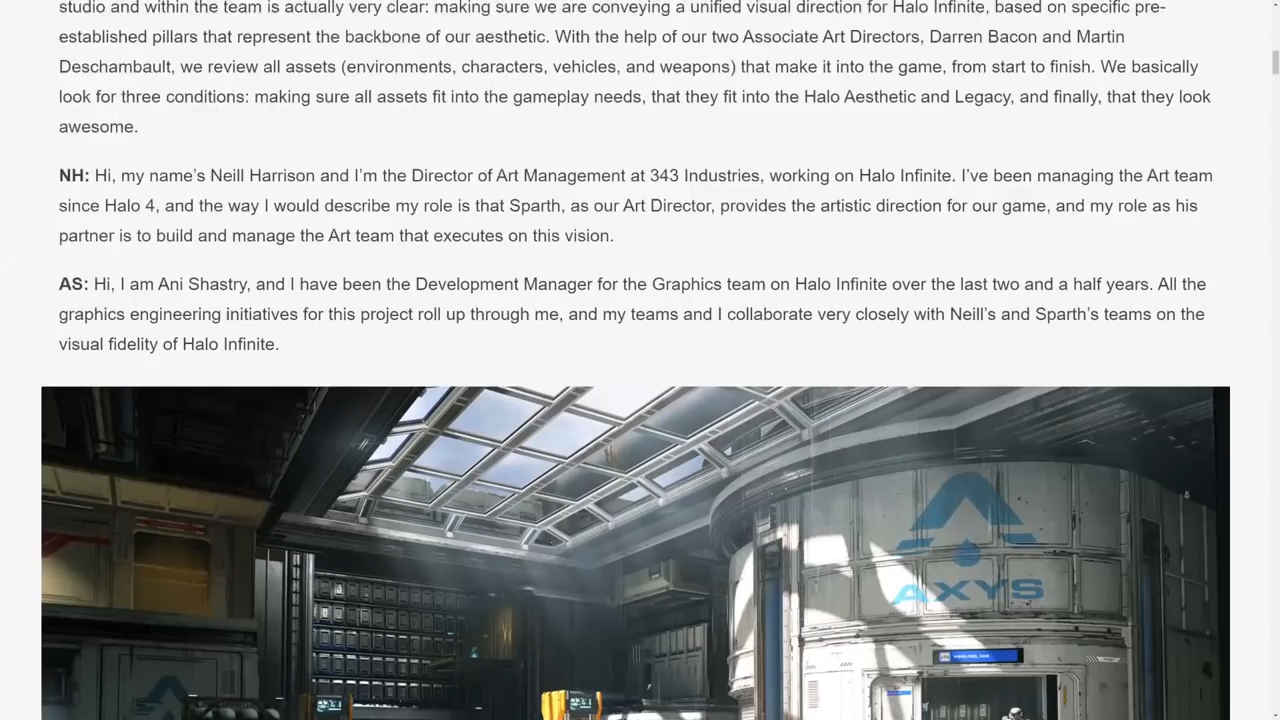 studio and within the team is actually very clear: making sure we are conveying a unified visual direction for Halo Infinite, based on specific pre-
established pillars that represent the backbone of our aesthetic. With the help of our two Associate Art Directors, Darren Bacon and Martin
Deschambault, we review all assets (environments, characters, vehicles, and weapons) that make it into the game, from start to finish. We basically
look for three conditions: making sure all assets fit into the gameplay needs, that they fit into the Halo Aesthetic and Legacy, and finally, that they look
awesome.
NH: Hi, my name’s Neill Harrison and I’m the Director of Art Management at 343 Industries, working on Halo Infinite. I’ve been managing the Art team
since Halo 4, and the way I would describe my role is that Sparth, as our Art Director, provides the artistic direction for our game, and my role as his
partner is to build and manage the Art team that executes on this vision.
AS: Hi, I am Ani Shastry, and I have been the Development Manager for the Graphics team on Halo Infinite over the last two and a half years. All the
graphics engineering initiatives for this project roll up through me, and my teams and I collaborate very closely with Neill’s and Sparth’s teams on the
visual fidelity of Halo Infinite.
AXYS